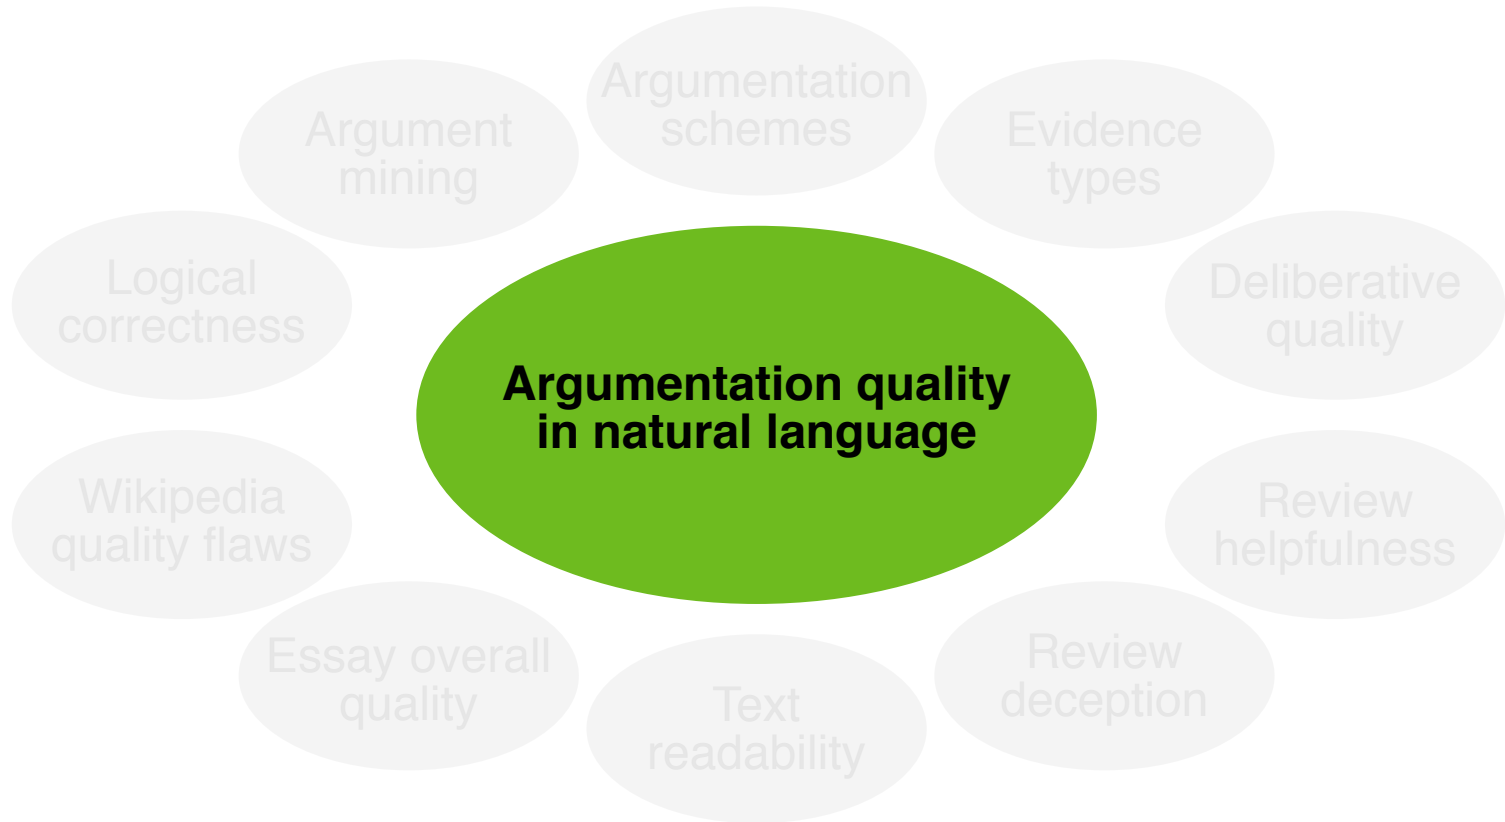 Argumentation
schemes
Argument
mining
Evidence
types
Logical
correctness
Deliberative
quality
Argumentation quality
in natural language
Wikipedia
quality flaws
Review
helpfulness
Essay overall
quality
Review
deception
Text
readability